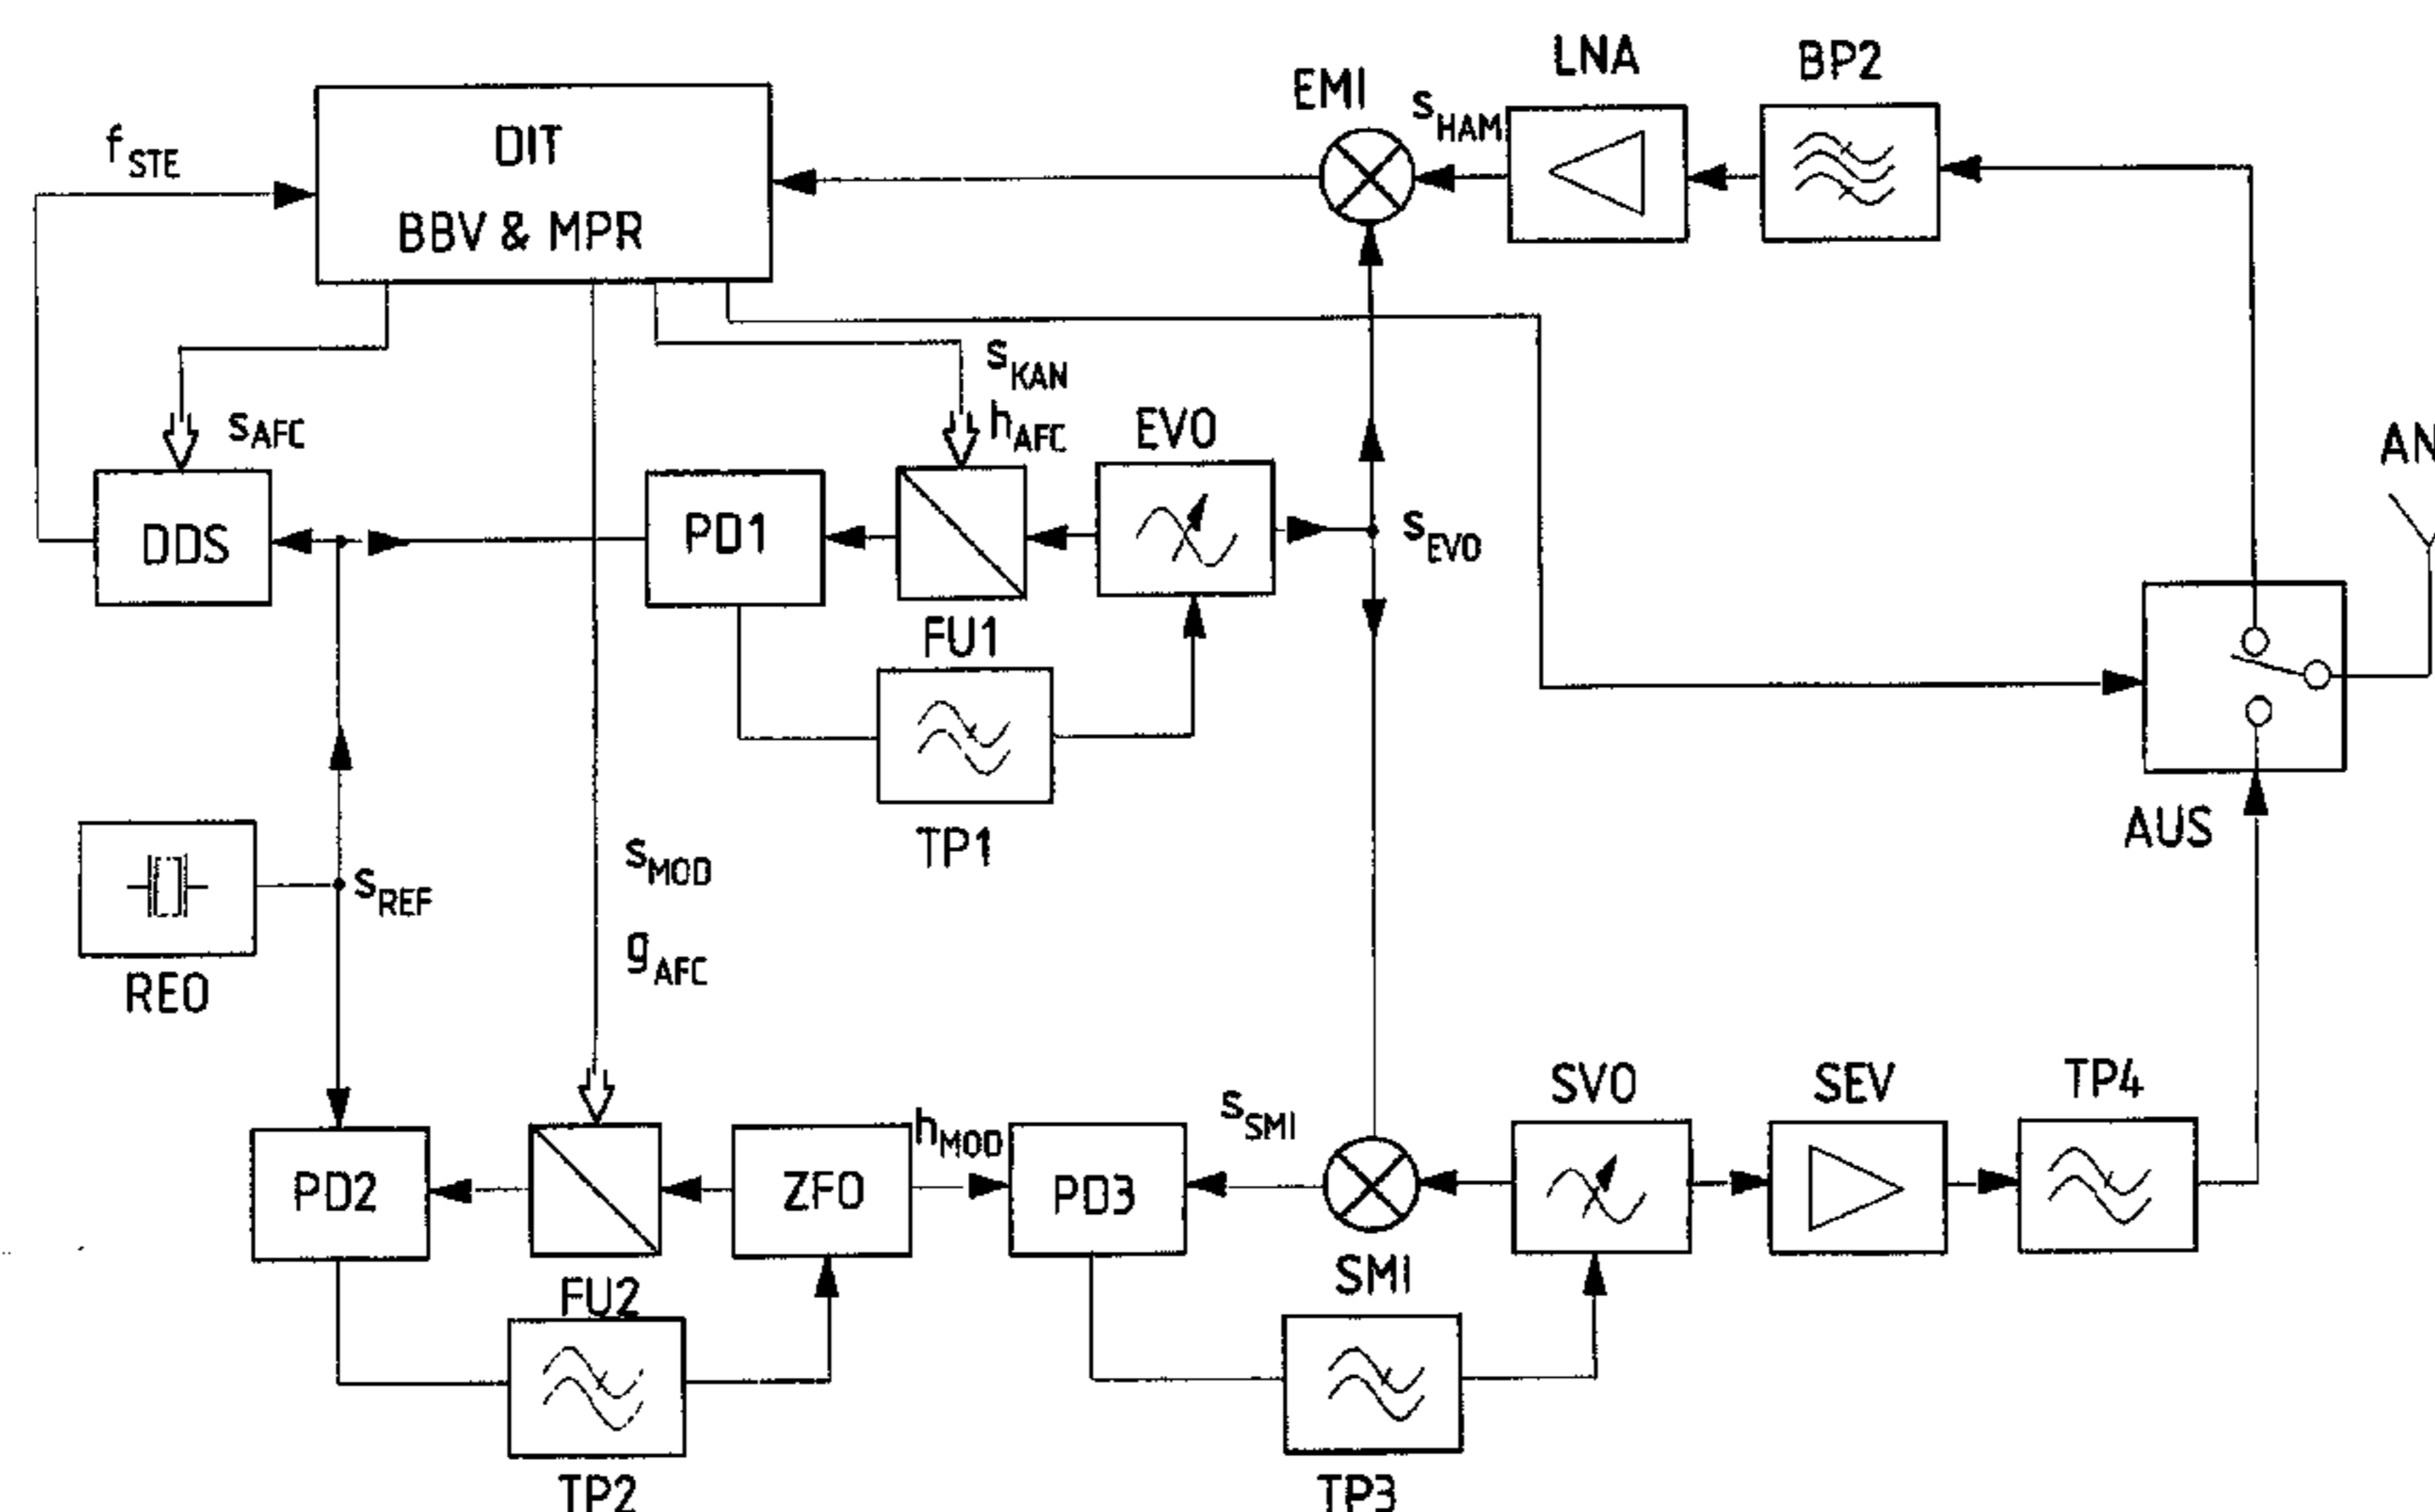 LNA
BP2
EMI
s_HAM
DIT
BBV & MPR
f_STE
s_KAN
h_AFC
EVO
s_AFC
AN
DDS
PD1
s_EVO
FU1
TP1
AUS
s_MOD
s_REF
g_AFC
REO
SVO
SEV
TP4
h_MOD
s_SMI
PD2
ZFO
PD3
SMI
FU2
TP2
TP3